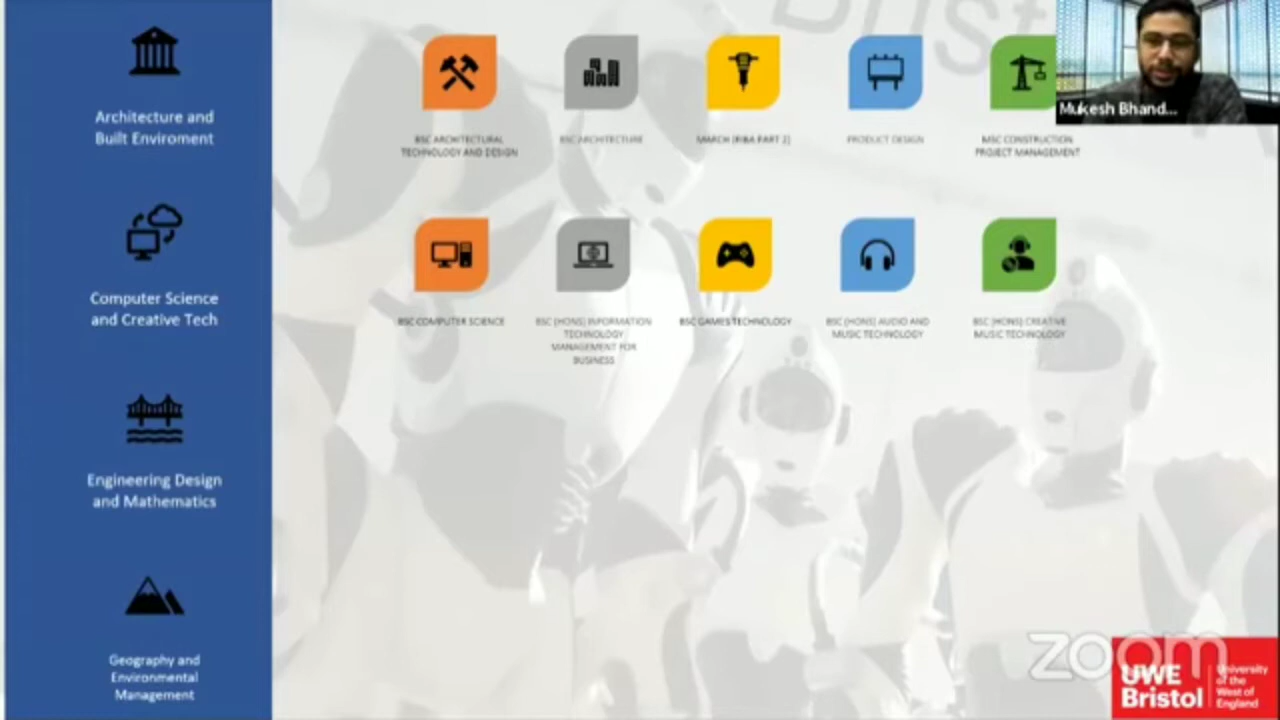 Bristol
Mukesh Bhand...
Architecture and
Built Enviroment
BSC ARCHITECTURAL
TECHNOLOGY AND DESIGN
BSC ARCHITECTURE
MARCH (RIBA PART 2)
PRODUCT DESIGN
MSC CONSTRUCTION
PROJECT MANAGEMENT
Computer Science
and Creative Tech
BSC COMPUTER SCIENCE
BSC (HONS) INFORMATION
TECHNOLOGY
MANAGEMENT FOR
BUSINESS
BSC GAMES TECHNOLOGY
BSC (HONS) AUDIO AND
MUSIC TECHNOLOGY
BSC (HONS) CREATIVE
MUSIC TECHNOLOGY
Engineering Design
and Mathematics
Geography and
Environmental
Management
zoom
UWE
Bristol
University
of the
West of
England